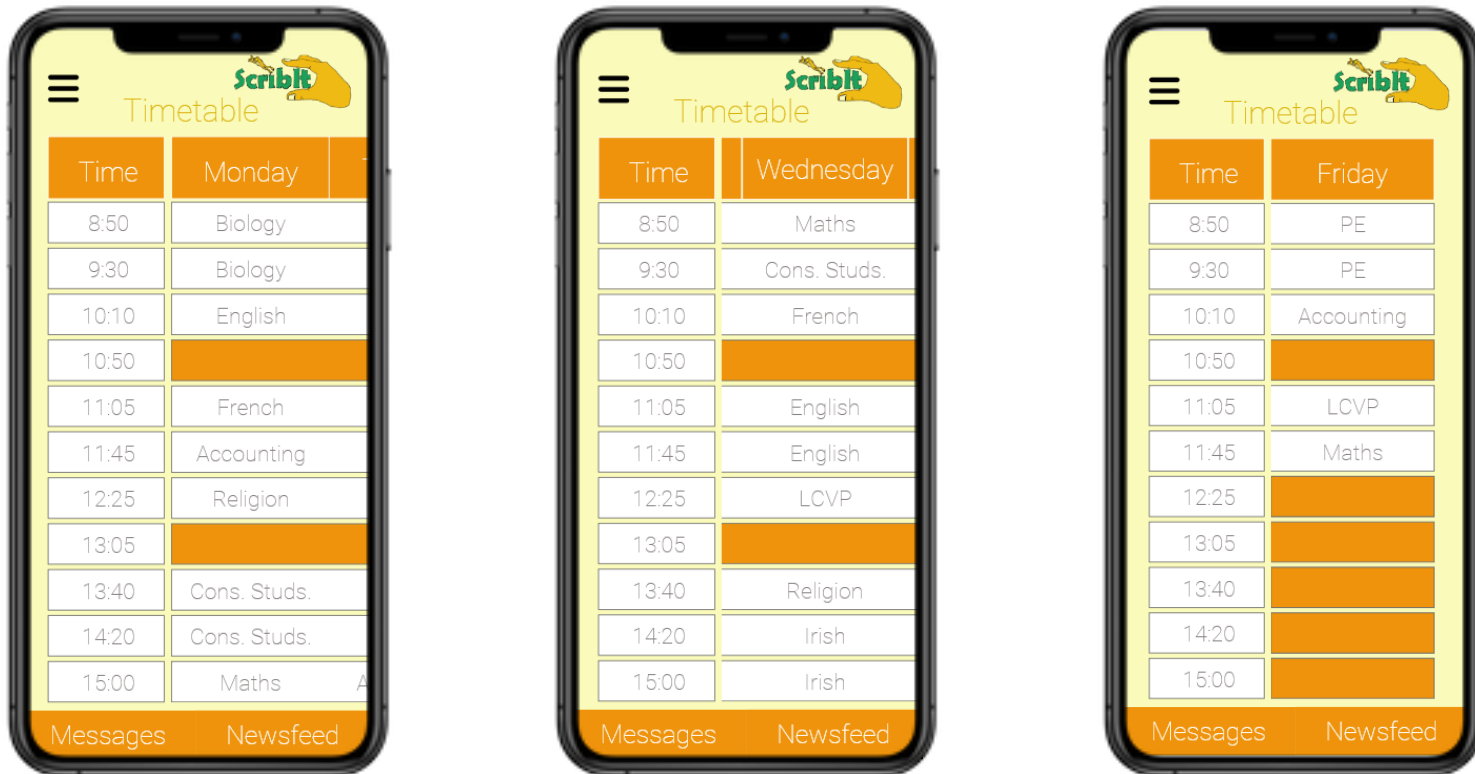 ScribIt
Timetable
Time Monday
8:50 Biology
9:30 Biology
10:10 English
10:50
11:05 French
11:45 Accounting
12:25 Religion
13:05
13:40 Cons. Studs.
14:20 Cons. Studs.
15:00 Maths
Messages Newsfeed
ScribIt
Timetable
Time Wednesday
8:50 Maths
9:30 Cons. Studs.
10:10 French
10:50
11:05 English
11:45 English
12:25 LCVP
13:05
13:40 Religion
14:20 Irish
15:00 Irish
Messages Newsfeed
ScribIt
Timetable
Time Friday
8:50 PE
9:30 PE
10:10 Accounting
10:50
11:05 LCVP
11:45 Maths
12:25
13:05
13:40
14:20
15:00
Messages Newsfeed